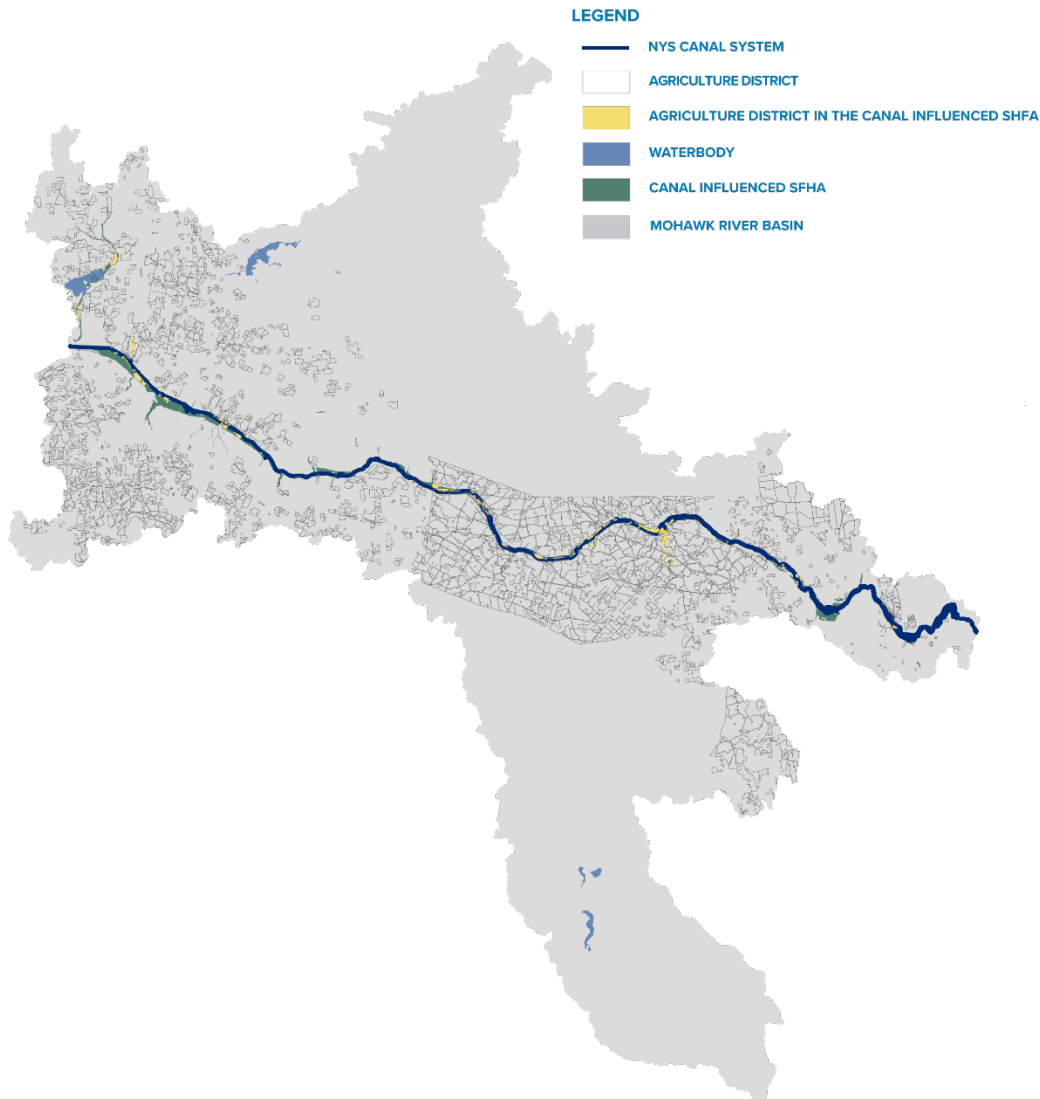 LEGEND
NYS CANAL SYSTEM
AGRICULTURE DISTRICT
AGRICULTURE DISTRICT IN THE CANAL INFLUENCED SHFA
WATERBODY
CANAL INFLUENCED SFHA
MOHAWK RIVER BASIN